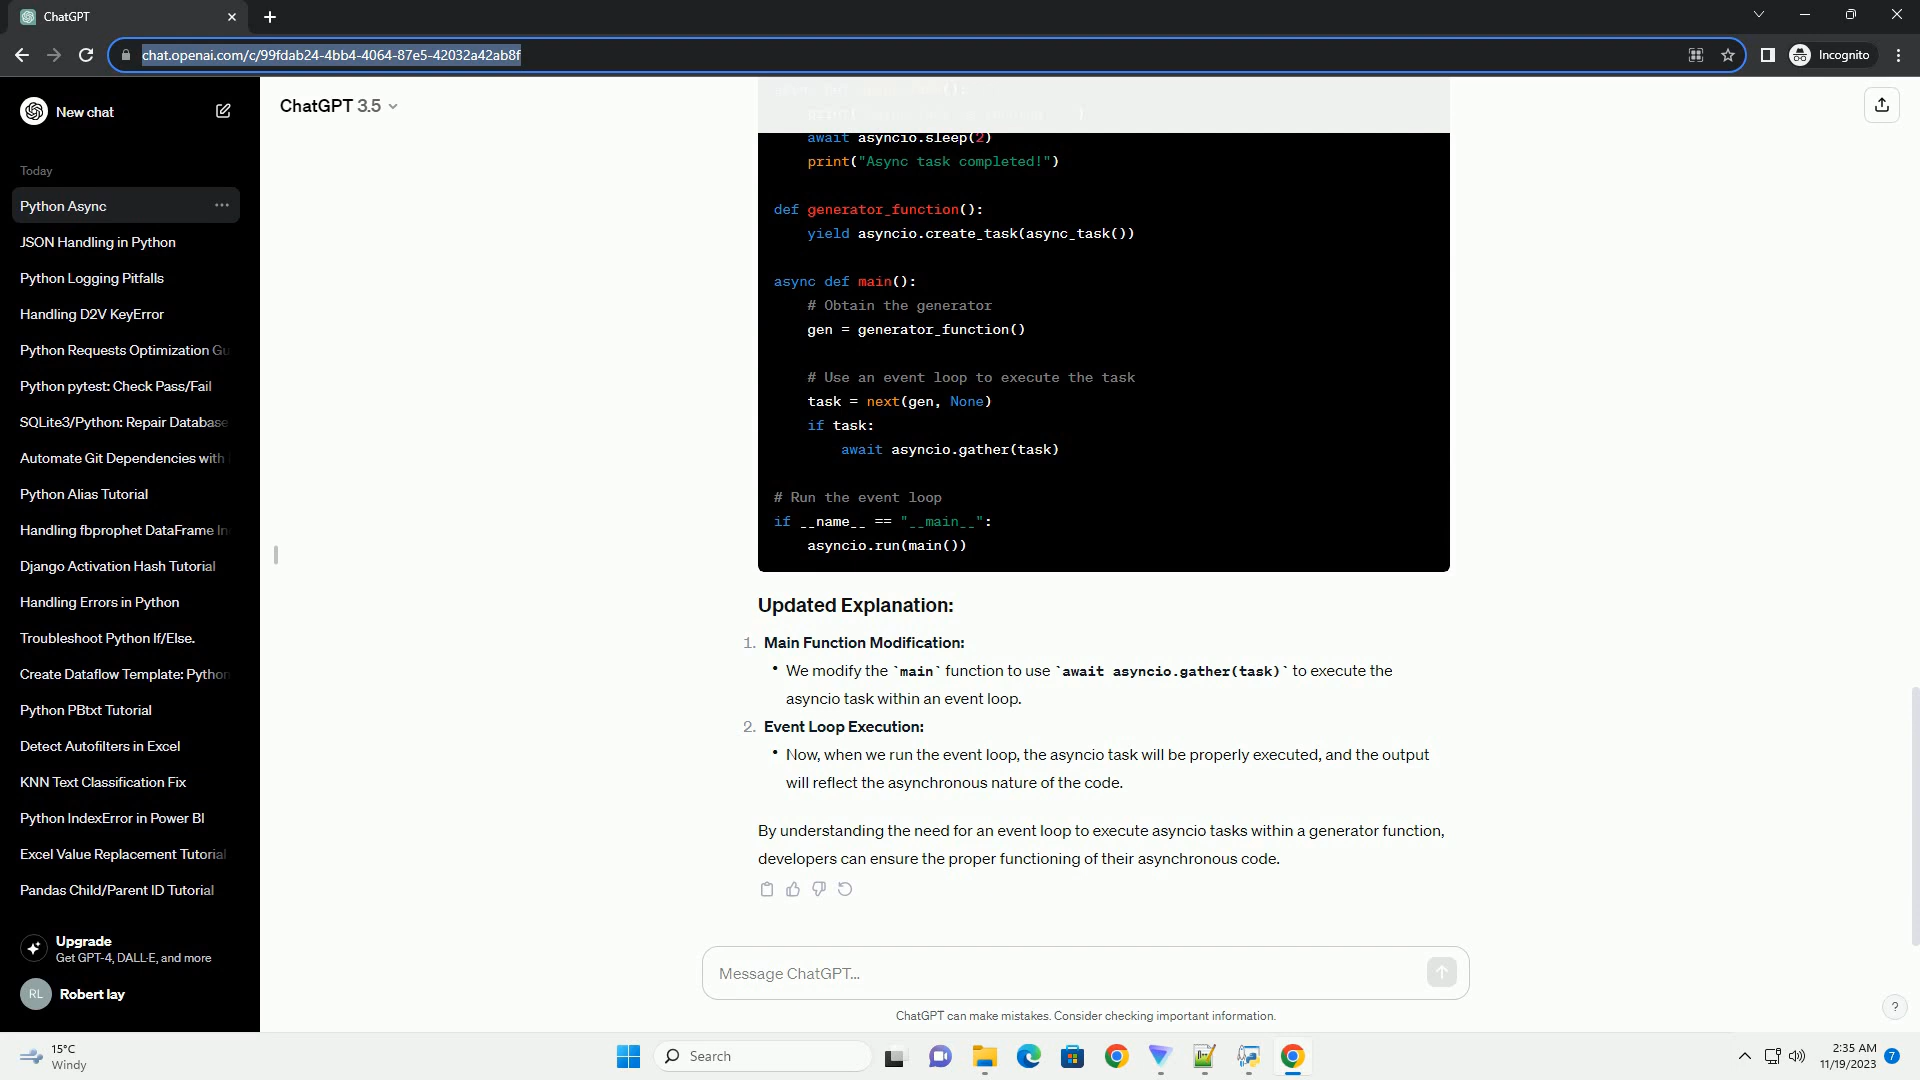 ChatGPT
chat.openai.com/c/99fdab24-4bb4-4064-87e5-42032a42ab8f
Incognito
New chat
Today
Python Async
JSON Handling in Python
Python Logging Pitfalls
Handling D2V KeyError
Python Requests Optimization Gu
Python pytest: Check Pass/Fail
SQLite3/Python: Repair Database
Automate Git Dependencies with
Python Alias Tutorial
Handling fbprophet DataFrame In
Django Activation Hash Tutorial
Handling Errors in Python
Troubleshoot Python If/Else.
Create Dataflow Template: Python
Python PBtxt Tutorial
Detect Autofilters in Excel
KNN Text Classification Fix
Python IndexError in Power BI
Excel Value Replacement Tutorial
Pandas Child/Parent ID Tutorial
Upgrade
Get GPT-4, DALL·E, and more
RL Robert lay
ChatGPT 3.5
await asyncio.sleep(2)
print("Async task completed!")
def generator_function():
yield asyncio.create_task(async_task())
async def main():
# Obtain the generator
gen = generator_function()
# Use an event loop to execute the task
task = next(gen, None)
if task:
await asyncio.gather(task)
# Run the event loop
if __name__ == "__main__":
asyncio.run(main())
Updated Explanation:
1. Main Function Modification:
• We modify the `main` function to use `await asyncio.gather(task)` to execute the
asyncio task within an event loop.
2. Event Loop Execution:
• Now, when we run the event loop, the asyncio task will be properly executed, and the output
will reflect the asynchronous nature of the code.
By understanding the need for an event loop to execute asyncio tasks within a generator function,
developers can ensure the proper functioning of their asynchronous code.
Message ChatGPT...
ChatGPT can make mistakes. Consider checking important information.
?
15°C
Windy
Search
2:35 AM
11/19/2023
7